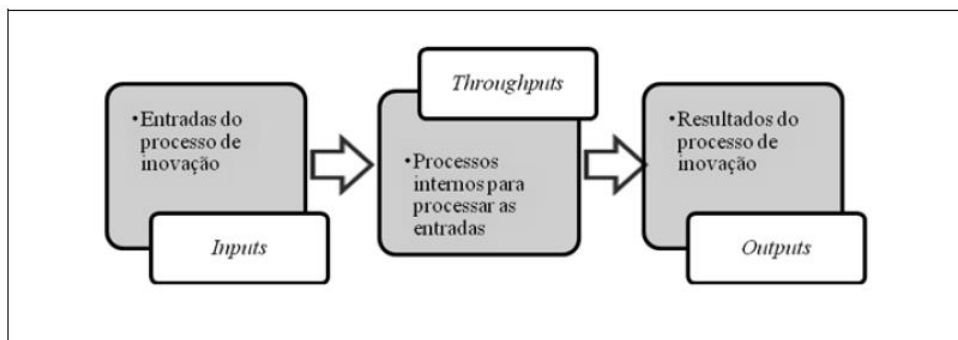 •Entradas do
processo de
inovação
Inputs
Throughputs
•Processos
internos para
processar as
entradas
•Resultados do
processo de
inovação
Outputs